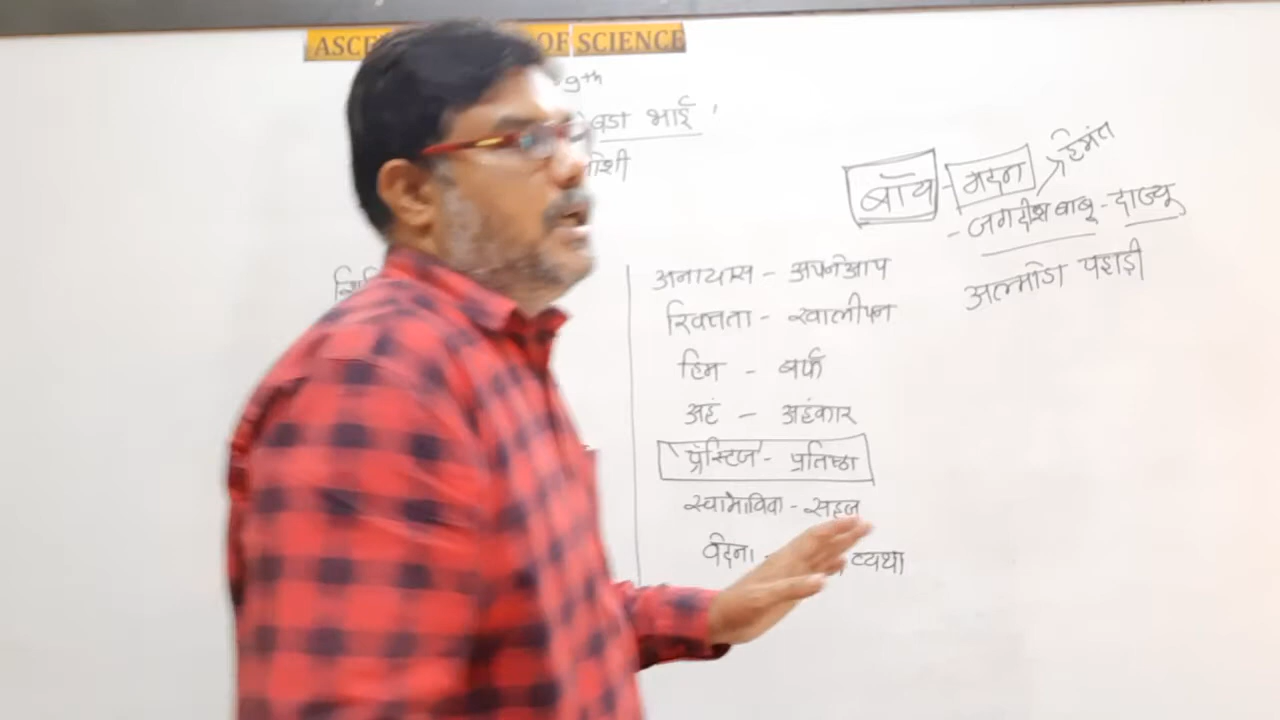 OF SCIENCE
9th
बडा भाई '
जोशी
बॉय - मदन
हेमंत
- जगदीश बाबू - दाज्यू
अल्मोडा पहाड़ी
अनायास - अपनेआप
रिक्तता - खालीपन
हिम - बर्फ
अहं - अहंकार
'प्रॅस्टिज' - प्रतिष्ठा
स्वाभाविक - सहज
वेदना - व्यथा